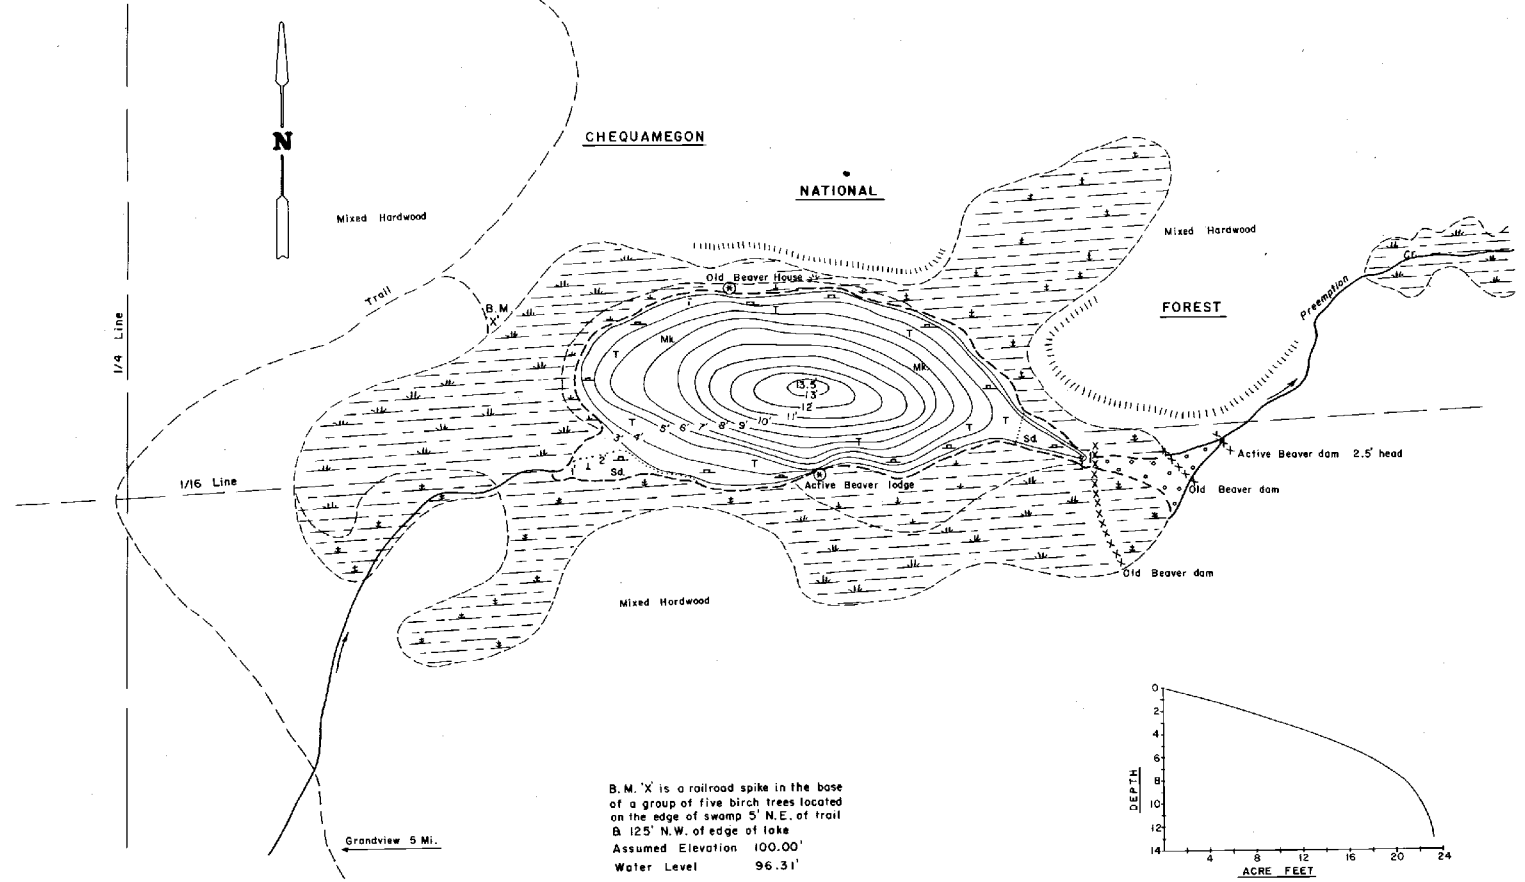 N
CHEQUAMEGON
NATIONAL
FOREST
Mixed Hardwood
Mixed Hardwood
Trail
B.M.
'X'
1/4 Line
Old Beaver House
Preemption Cr.
T
T
T
T
T
T
T
T
T
Mk.
Mk.
13.5'
13'
12'
11'
10'
9'
8'
7'
6'
5'
4'
3'
2'
1
Sd.
Sd.
1/16 Line
Active Beaver lodge
Active Beaver dam 2.5' head
Old Beaver dam
Old Beaver dam
Mixed Hardwood
Grandview 5 Mi.
B.M. 'X' is a railroad spike in the base
of a group of five birch trees located
on the edge of swamp 5' N.E. of trail
& 125' N.W. of edge of lake
Assumed Elevation 100.00'
Water Level 96.31'
DEPTH
0
2
4
6
8
10
12
14
4 8 12 16 20 24
ACRE FEET